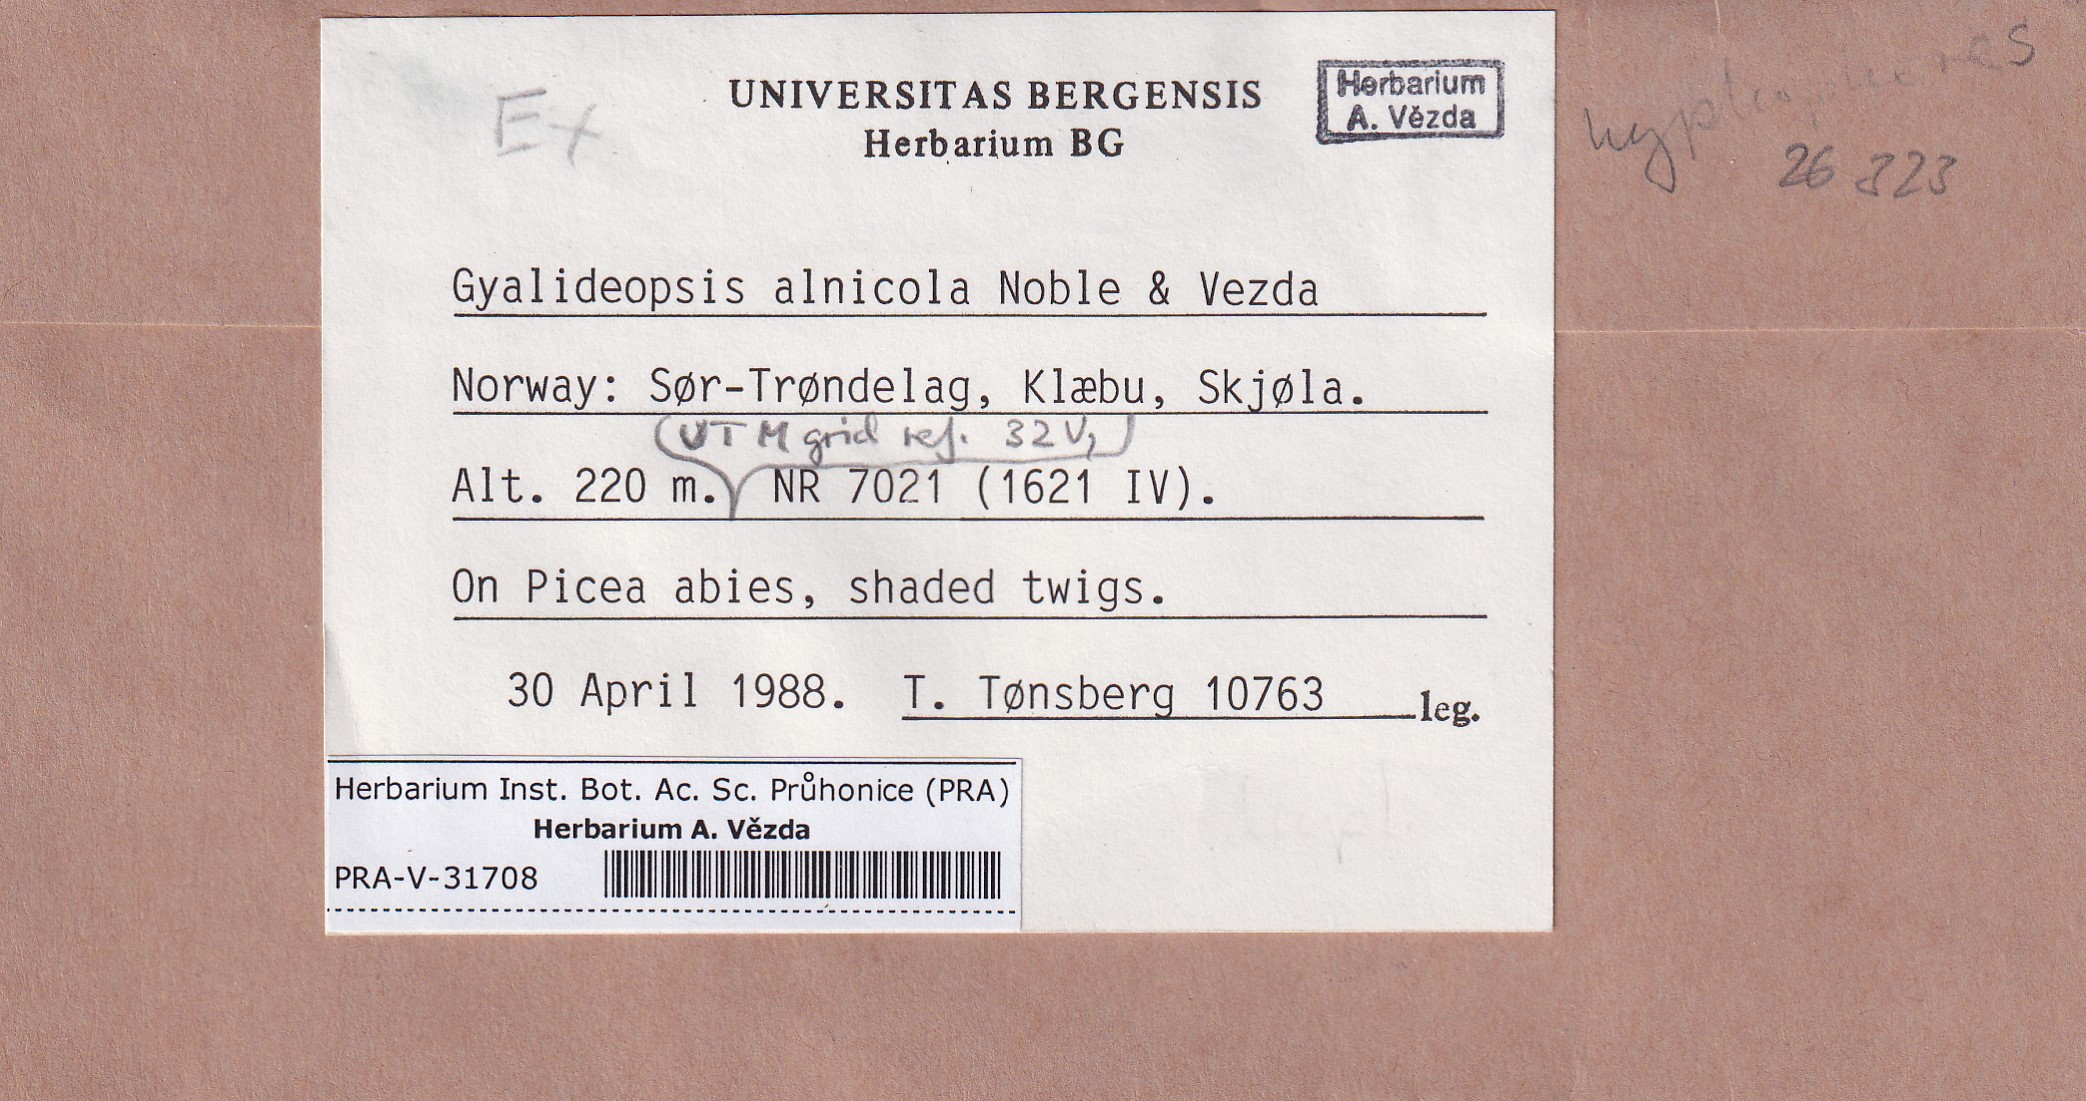 Ex
UNIVERSITAS BERGENSIS
Herbarium BG
Herbarium
A. Vězda
26 323
Gyalideopsis alnicola Noble & Vezda
Norway: Sør-Trøndelag, Klæbu, Skjøla.
(UTM grid ref. 32V,)
Alt. 220 m. NR 7021 (1621 IV).
On Picea abies, shaded twigs.
30 April 1988. T. Tønsberg 10763 leg.
Herbarium Inst. Bot. Ac. Sc. Průhonice (PRA)
Herbarium A. Vězda
PRA-V-31708